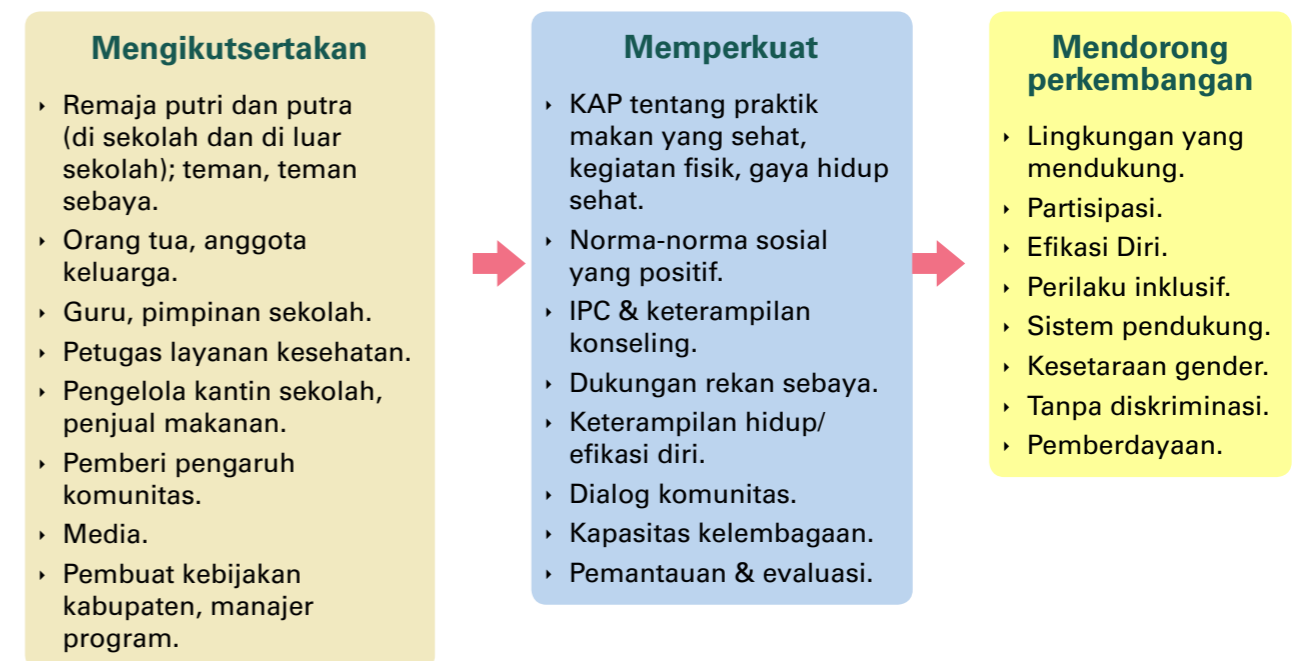 Mengikutsertakan
‣ Remaja putri dan putra
(di sekolah dan di luar
sekolah); teman, teman
sebaya.
‣ Orang tua, anggota
keluarga.
‣ Guru, pimpinan sekolah.
‣ Petugas layanan kesehatan.
‣ Pengelola kantin sekolah,
penjual makanan.
‣ Pemberi pengaruh
komunitas.
‣ Media.
‣ Pembuat kebijakan
kabupaten, manajer
program.
Memperkuat
‣ KAP tentang praktik
makan yang sehat,
kegiatan fisik, gaya hidup
sehat.
‣ Norma-norma sosial
yang positif.
‣ IPC & keterampilan
konseling.
‣ Dukungan rekan sebaya.
‣ Keterampilan hidup/
efikasi diri.
‣ Dialog komunitas.
‣ Kapasitas kelembagaan.
‣ Pemantauan & evaluasi.
Mendorong
perkembangan
‣ Lingkungan yang
mendukung.
‣ Partisipasi.
‣ Efikasi Diri.
‣ Perilaku inklusif.
‣ Sistem pendukung.
‣ Kesetaraan gender.
‣ Tanpa diskriminasi.
‣ Pemberdayaan.